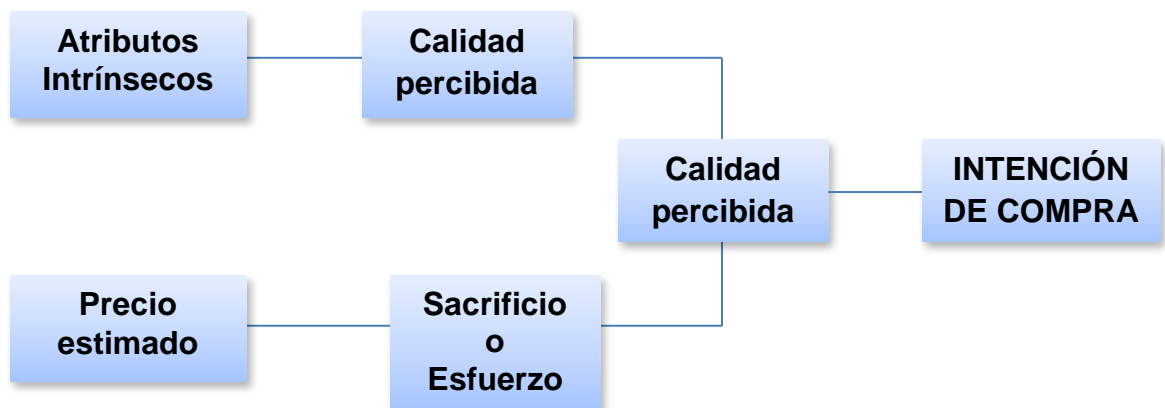 Atributos
Intrínsecos
Calidad
percibida
Calidad
percibida
INTENCIÓN
DE COMPRA
Precio
estimado
Sacrificio
o
Esfuerzo